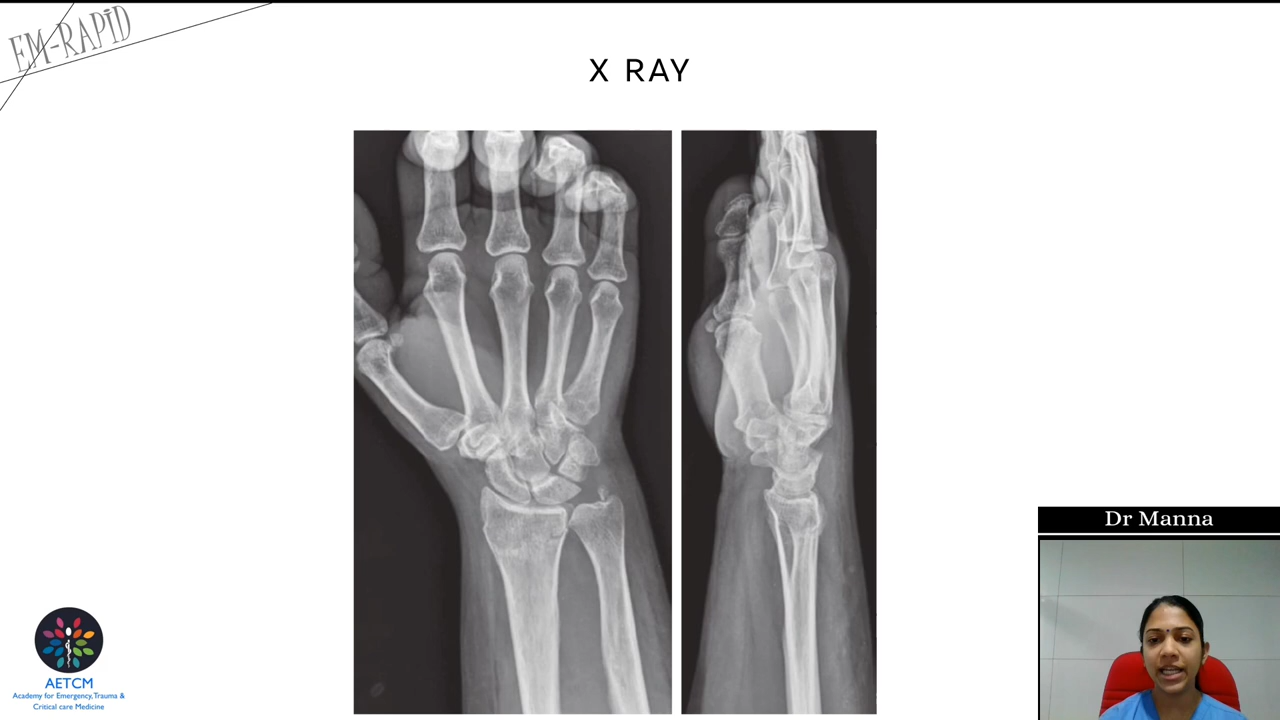 EM-RAPiD
X RAY
Dr Manna
AETCM
Academy for Emergency,Trauma &
Critical care Medicine